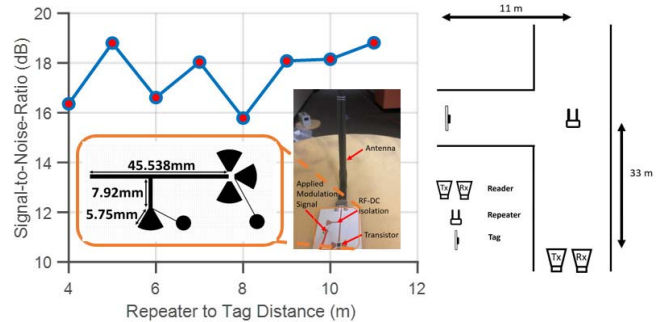 Signal-to-Noise-Ratio (dB)
20
18
16
14
12
10
4
6
8
10
12
Repeater to Tag Distance (m)
45.538mm
7.92mm
5.75mm
Antenna
Applied
Modulation
Signal
RF-DC
isolation
Transistor
11 m
33 m
Tx Rx Reader
Repeater
Tag
Tx Rx